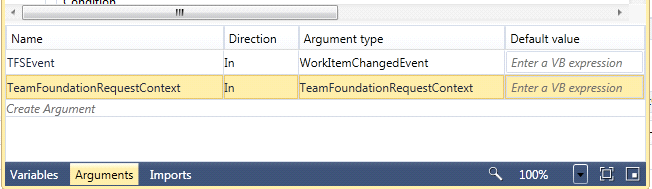 Condition
Name Direction Argument type Default value
TFSEvent In WorkItemChangedEvent Enter a VB expression
TeamFoundationRequestContext In TeamFoundationRequestContext Enter a VB expression
Create Argument
Variables Arguments Imports 100%